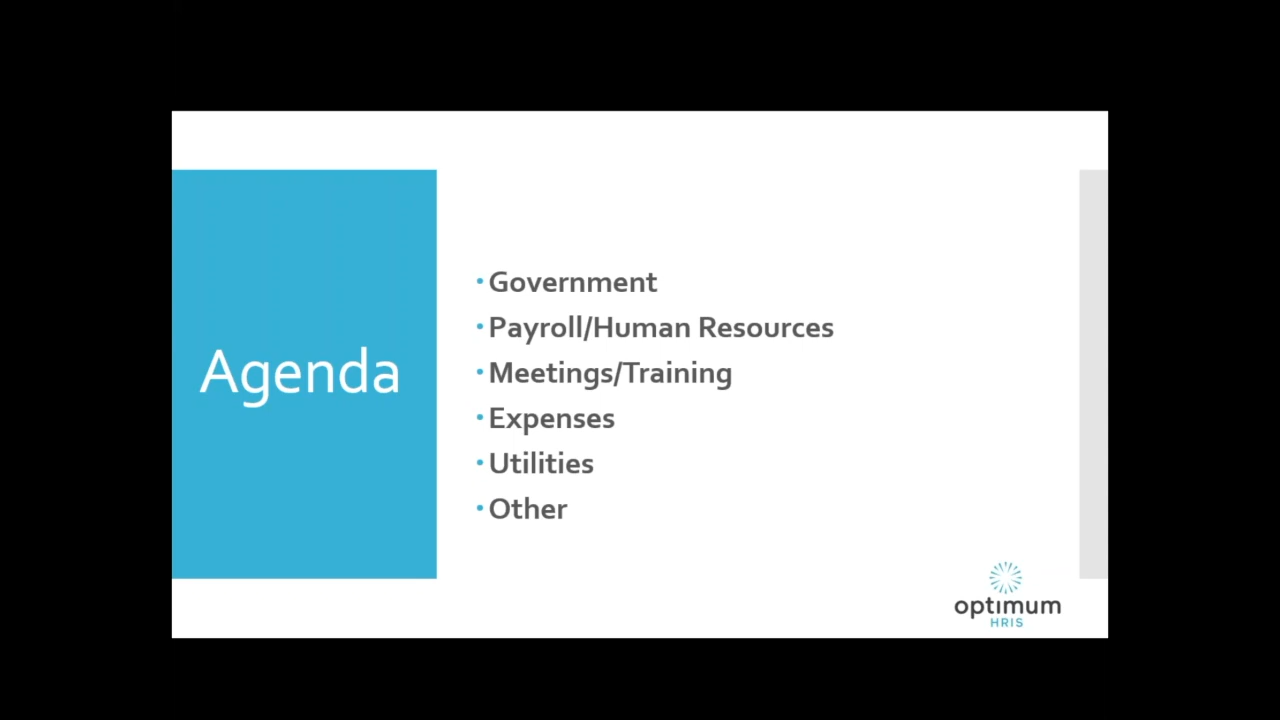 Agenda
• Government
• Payroll/Human Resources
• Meetings/Training
• Expenses
• Utilities
• Other
optimum
HRIS